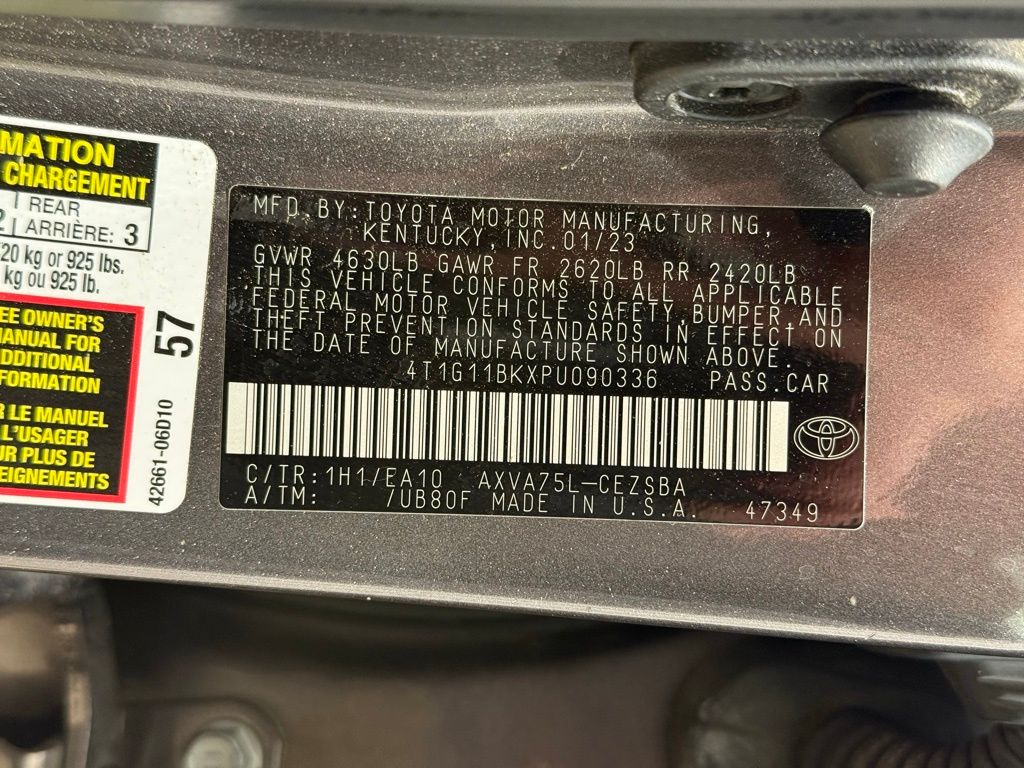 MATION
CHARGEMENT
REAR
ARRIÈRE: 3
20 kg or 925 lbs.
kg ou 925 lb.
EE OWNER'S
MANUAL FOR
ADDITIONAL
FORMATION
R LE MANUEL
L'USAGER
UR PLUS DE
SEIGNEMENTS
57
42661-06D10
MFD.BY:TOYOTA MOTOR MANUFACTURING,
KENTUCKY,INC.01/23
GVWR 4630LB GAWR FR 2620LB RR 2420LB
THIS VEHICLE CONFORMS TO ALL APPLICABLE
FEDERAL MOTOR VEHICLE SAFETY,BUMPER AND
THEFT PREVENTION STANDARDS IN EFFECT ON
THE DATE OF MANUFACTURE SHOWN ABOVE.
4T1G11BKXPU090336 PASS.CAR
C/TR:1H1/EA10 AXVA75L-CEZSBA
A/TM: 7UB80F MADE IN U.S.A. 47349